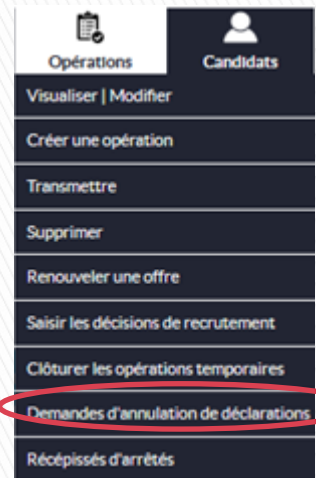 Opérations
Candidats
Visualiser | Modifier
Créer une opération
Transmettre
Supprimer
Renouveler une offre
Saisir les décisions de recrutement
Clôturer les opérations temporaires
Demandes d'annulation de déclarations
Récépissés d'arrêtés